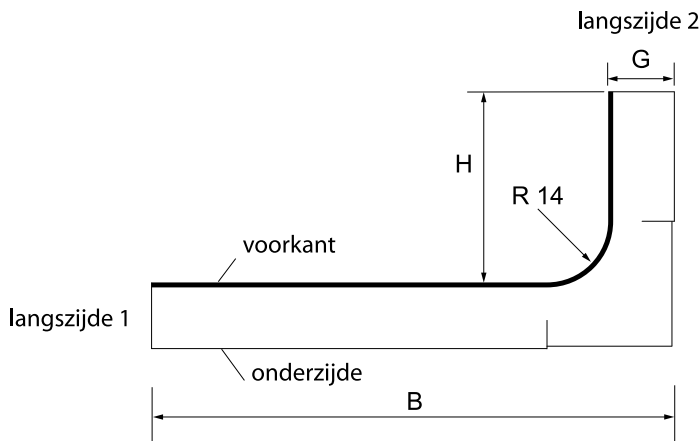 langszijde 2
G
H
R 14
voorkant
langszijde 1
onderzijde
B